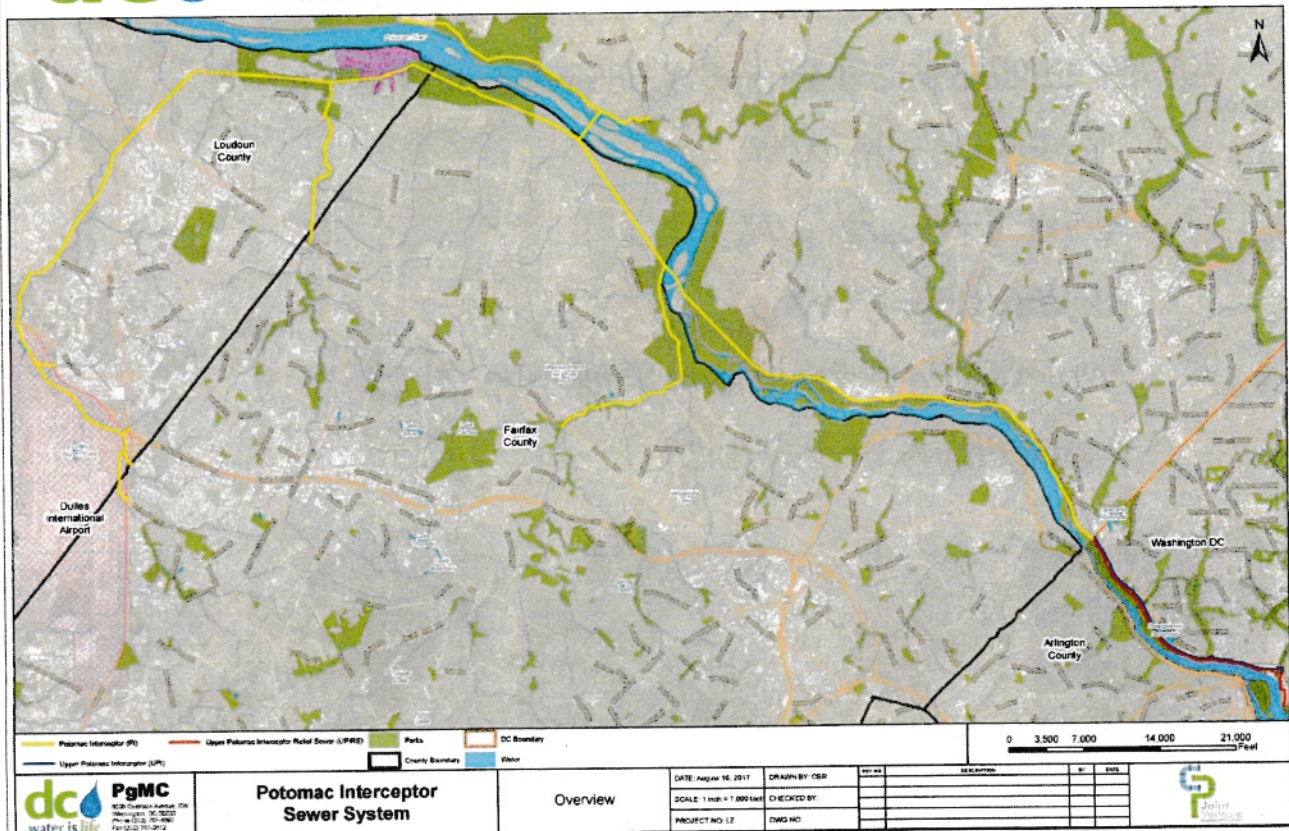 N
Loudoun
County
Fairfax
County
Dulles
International
Airport
Washington DC
Arlington
County
Potomac Interceptor (PI)
Upper Potomac Interceptor Relief Sewer (UPIRS)
Parks
DC Boundary
Upper Potomac Interceptor (UPI)
County Boundary
Water
0 3,500 7,000 14,000 21,000
Feet
dc
water is life
PgMC
Potomac Interceptor
Sewer System
Overview
DATE: August 16, 2017
DRAWN BY: CSR
SCALE: 1 inch = 7,000 feet
CHECKED BY:
PROJECT NO: LZ
DWG NO:
DESCRIPTION
BY
DATE
Joint
Venture